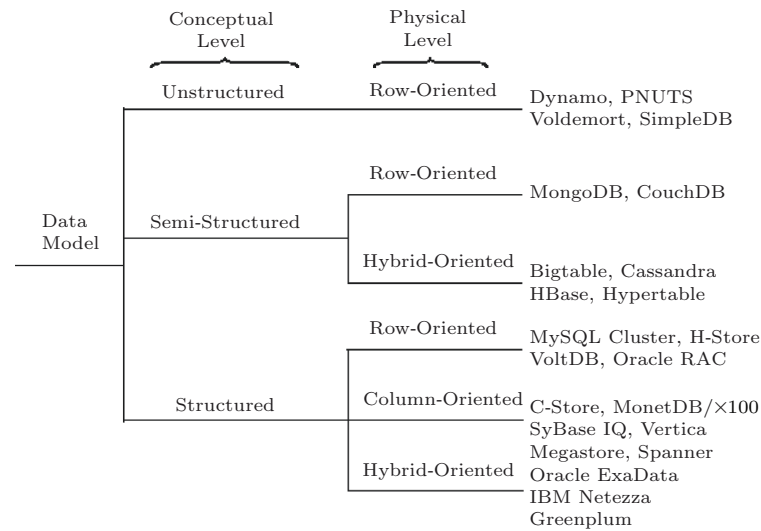 Conceptual
Level
Physical
Level
Unstructured
Row-Oriented
Dynamo, PNUTS
Voldemort, SimpleDB
Row-Oriented
MongoDB, CouchDB
Data
Model
Semi-Structured
Hybrid-Oriented
Bigtable, Cassandra
HBase, Hypertable
Row-Oriented
MySQL Cluster, H-Store
VoltDB, Oracle RAC
Structured
Column-Oriented
C-Store, MonetDB/×100
SyBase IQ, Vertica
Hybrid-Oriented
Megastore, Spanner
Oracle ExaData
IBM Netezza
Greenplum